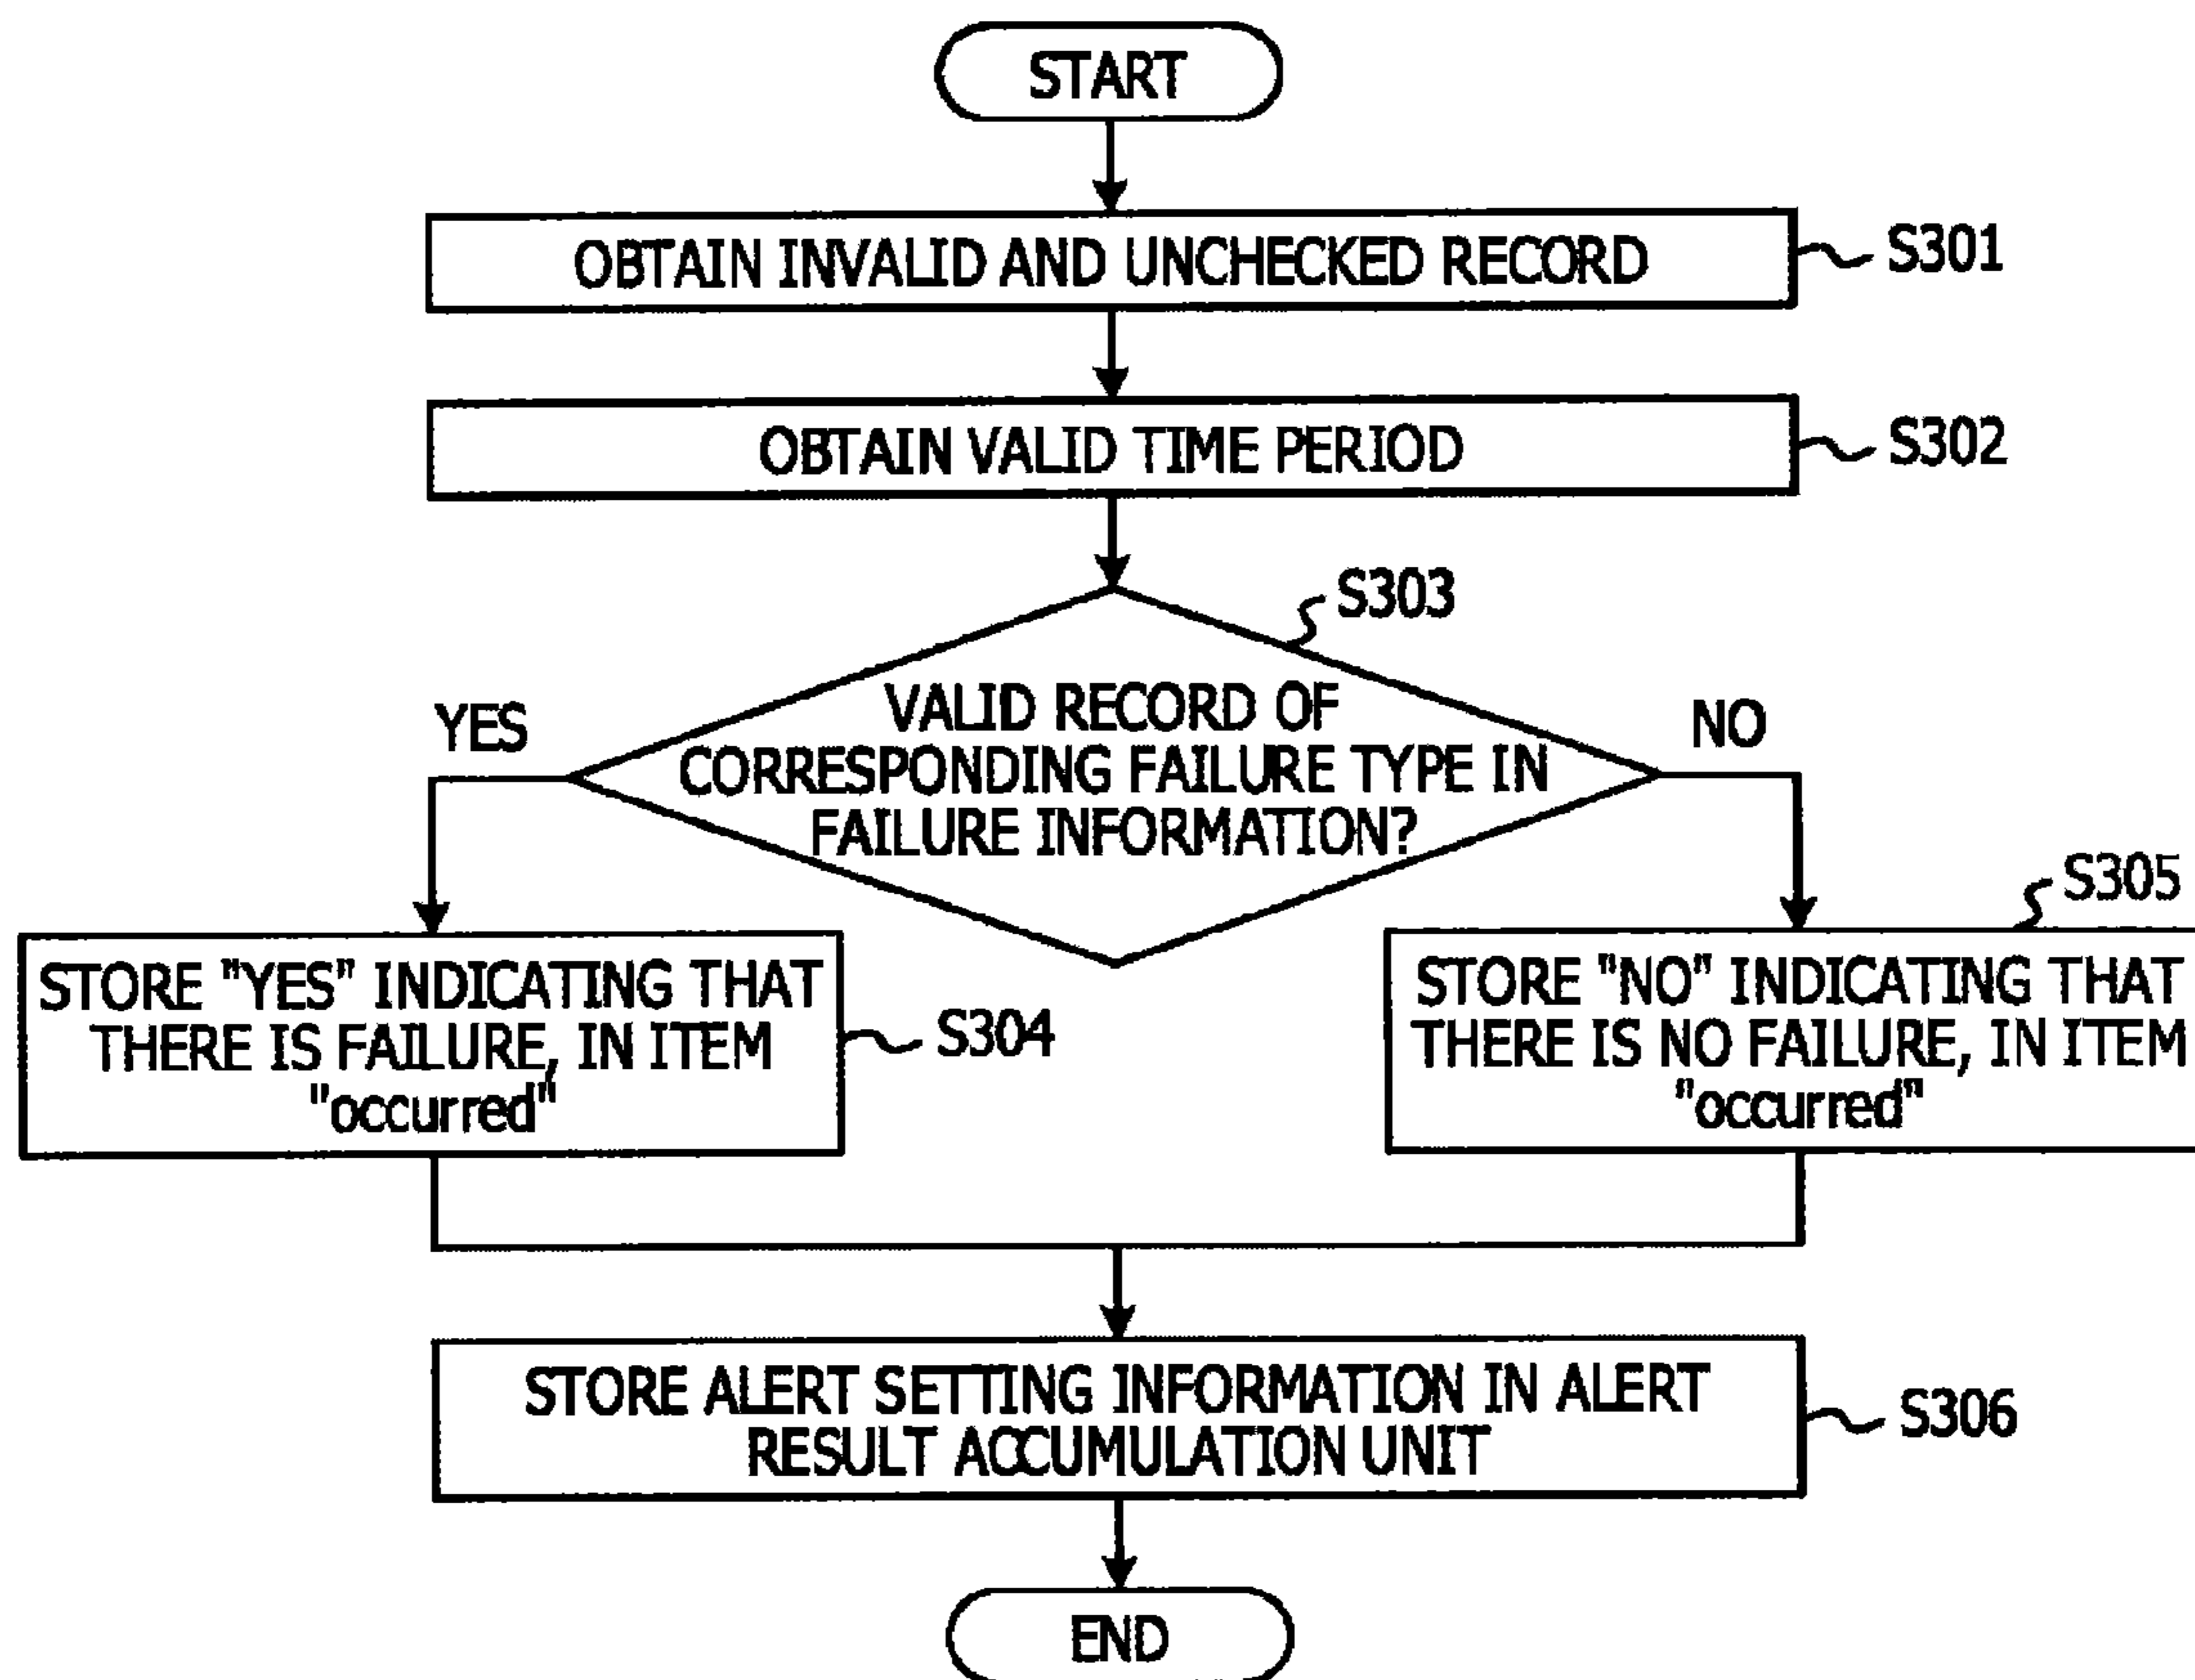 START
OBTAIN INVALID AND UNCHECKED RECORD
S301
OBTAIN VALID TIME PERIOD
S302
S303
VALID RECORD OF
CORRESPONDING FAILURE TYPE IN
FAILURE INFORMATION?
YES
NO
STORE "YES" INDICATING THAT
THERE IS FAILURE, IN ITEM
"occurred"
S304
S305
STORE "NO" INDICATING THAT
THERE IS NO FAILURE, IN ITEM
"occurred"
STORE ALERT SETTING INFORMATION IN ALERT
RESULT ACCUMULATION UNIT
S306
END